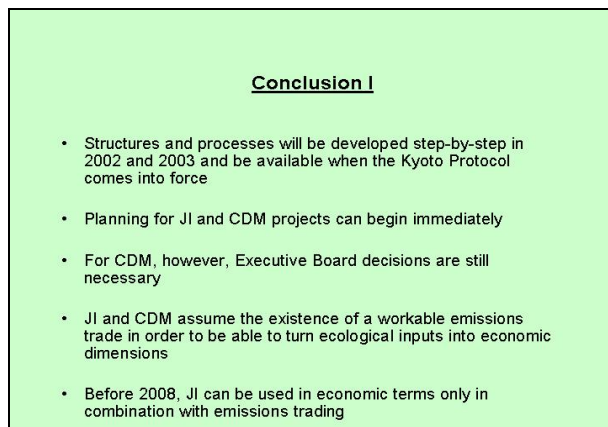 Conclusion I
• Structures and processes will be developed step-by-step in
2002 and 2003 and be available when the Kyoto Protocol
comes into force
• Planning for JI and CDM projects can begin immediately
• For CDM, however, Executive Board decisions are still
necessary
• JI and CDM assume the existence of a workable emissions
trade in order to be able to turn ecological inputs into economic
dimensions
• Before 2008, JI can be used in economic terms only in
combination with emissions trading